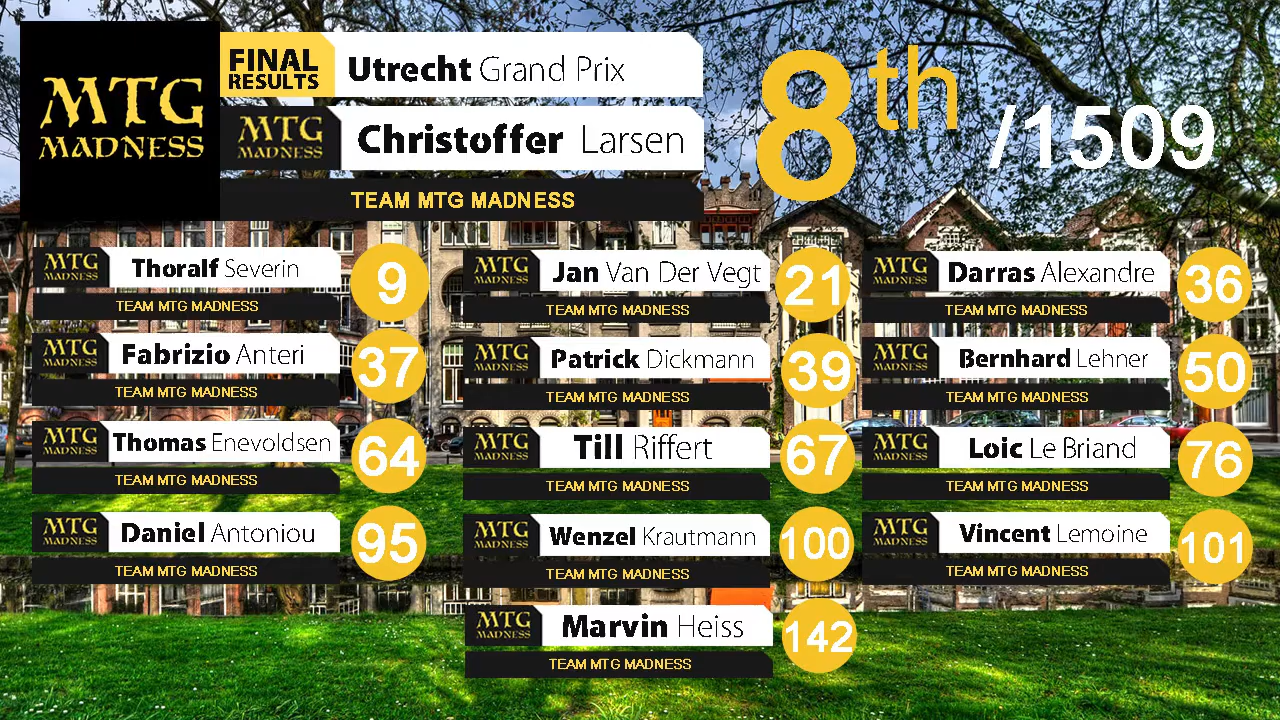 MTG
MADNESS
FINAL
RESULTS
Utrecht Grand Prix
MTG
MADNESS
Christoffer Larsen
TEAM MTG MADNESS
8th /1509
MTG
MADNESS
Thoralf Severin
TEAM MTG MADNESS
9
MTG
MADNESS
Jan Van Der Vegt
TEAM MTG MADNESS
21
MTG
MADNESS
Darras Alexandre
TEAM MTG MADNESS
36
MTG
MADNESS
Fabrizio Anteri
TEAM MTG MADNESS
37
MTG
MADNESS
Patrick Dickmann
TEAM MTG MADNESS
39
MTG
MADNESS
Bernhard Lehner
TEAM MTG MADNESS
50
MTG
MADNESS
Thomas Enevoldsen
TEAM MTG MADNESS
64
MTG
MADNESS
Till Riffert
TEAM MTG MADNESS
67
MTG
MADNESS
Loic Le Briand
TEAM MTG MADNESS
76
MTG
MADNESS
Daniel Antoniou
TEAM MTG MADNESS
95
MTG
MADNESS
Wenzel Krautmann
TEAM MTG MADNESS
100
MTG
MADNESS
Vincent Lemoine
TEAM MTG MADNESS
101
MTG
MADNESS
Marvin Heiss
TEAM MTG MADNESS
142